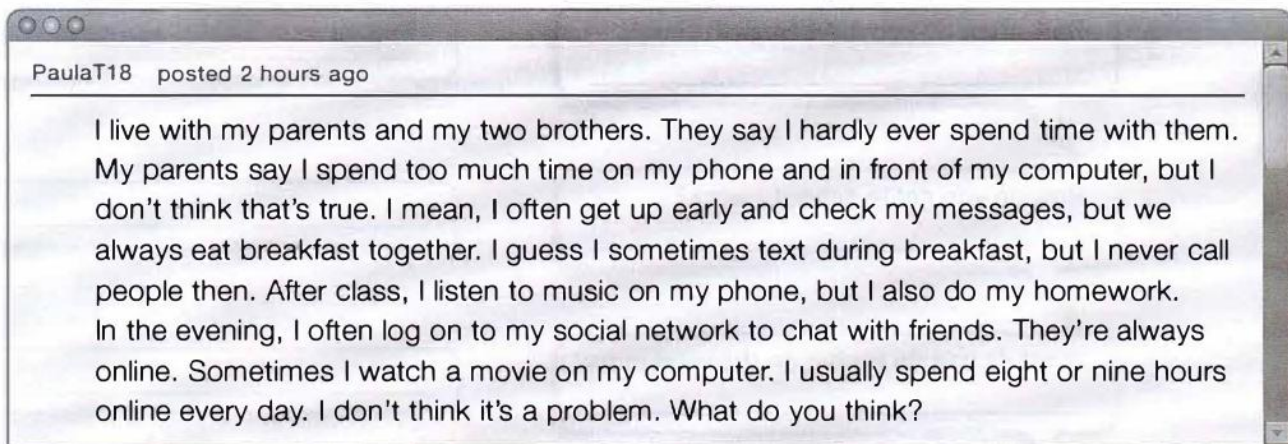 PaulaT18 posted 2 hours ago
I live with my parents and my two brothers. They say I hardly ever spend time with them.
My parents say I spend too much time on my phone and in front of my computer, but I
don't think that's true. I mean, I often get up early and check my messages, but we
always eat breakfast together. I guess I sometimes text during breakfast, but I never call
people then. After class, I listen to music on my phone, but I also do my homework.
In the evening, I often log on to my social network to chat with friends. They're always
online. Sometimes I watch a movie on my computer. I usually spend eight or nine hours
online every day. I don't think it's a problem. What do you think?